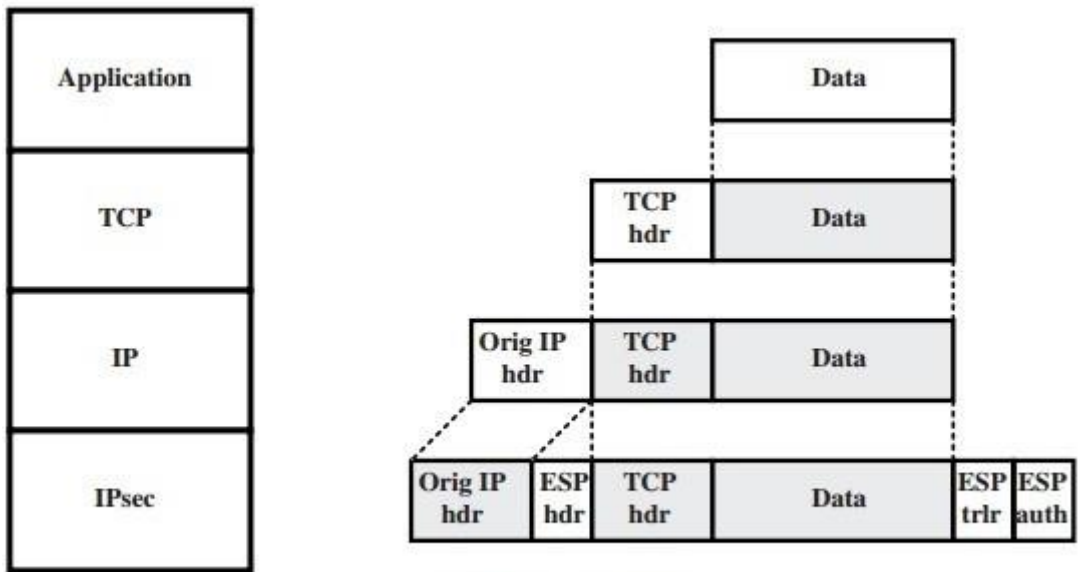 Application
Data
TCP
TCP
hdr
Data
IP
Orig IP
hdr
TCP
hdr
Data
IPsec
Orig IP
hdr
ESP
hdr
TCP
hdr
Data
ESP
trlr
ESP
auth